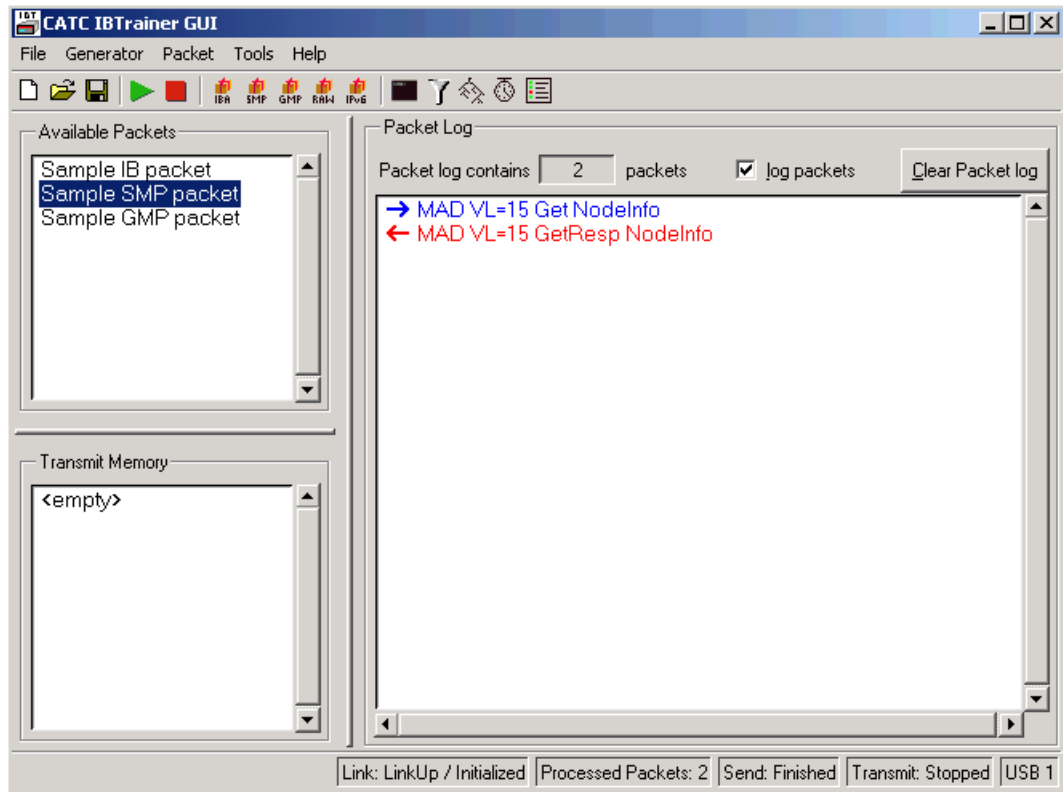 IBT CATC IBTrainer GUI
File Generator Packet Tools Help
IBA SMP GMP RAW IPv6
Available Packets
Sample IB packet
Sample SMP packet
Sample GMP packet
Transmit Memory
<empty>
Packet Log
Packet log contains 2 packets log packets Clear Packet log
→ MAD VL=15 Get NodeInfo
← MAD VL=15 GetResp NodeInfo
Link: LinkUp / Initialized Processed Packets: 2 Send: Finished Transmit: Stopped USB 1